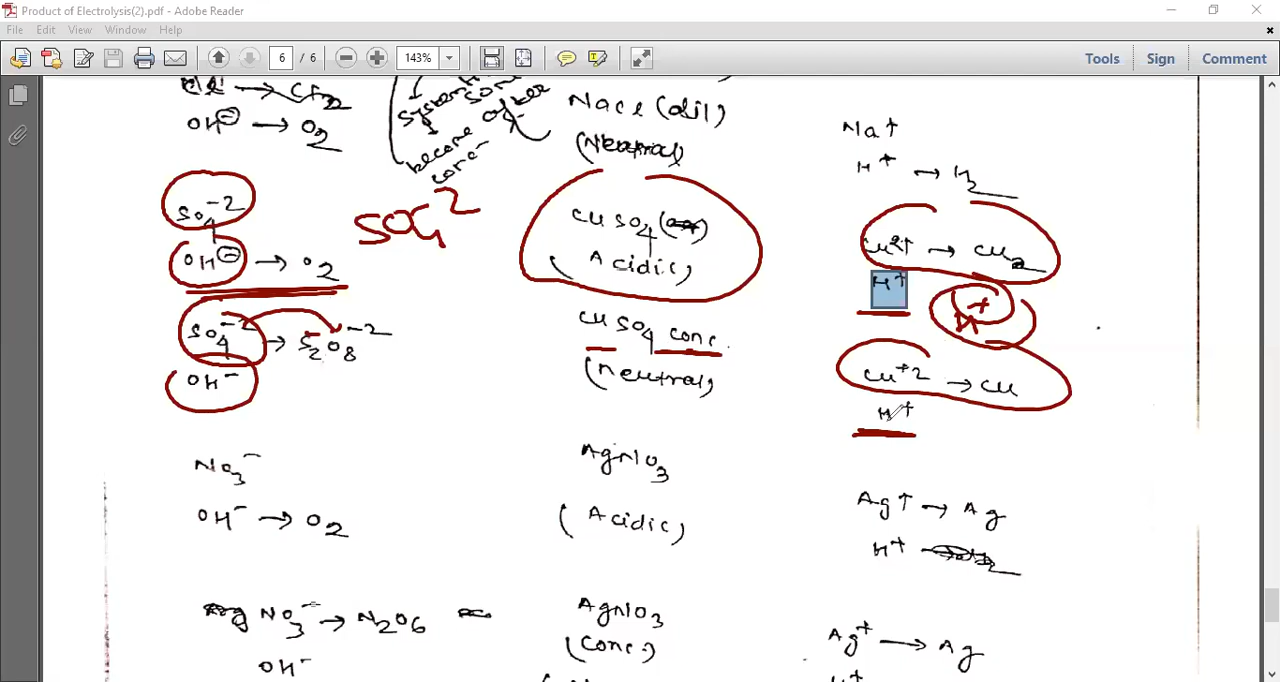 Product of Electrolysis(2).pdf - Adobe Reader
File Edit View Window Help
6 / 6 143% Tools Sign Comment
OH⊖ → O2
become
conc
NaCl (dil)
(Neutral)
Na+
H+ → H2
SO4-2
OH⊖ → O2
SO4 2
CuSO4
(Acidic)
Cu2+ → Cu
H+
H+
SO4-2 → S2O8-2
OH-
CuSO4 conc.
(Neutral)
Cu+2 → Cu
H+
NO3-
OH- → O2
AgNO3
(Acidic)
Ag+ → Ag
H+
NO3- → N2O6
OH-
AgNO3
(Conc.)
Ag+ → Ag
H+